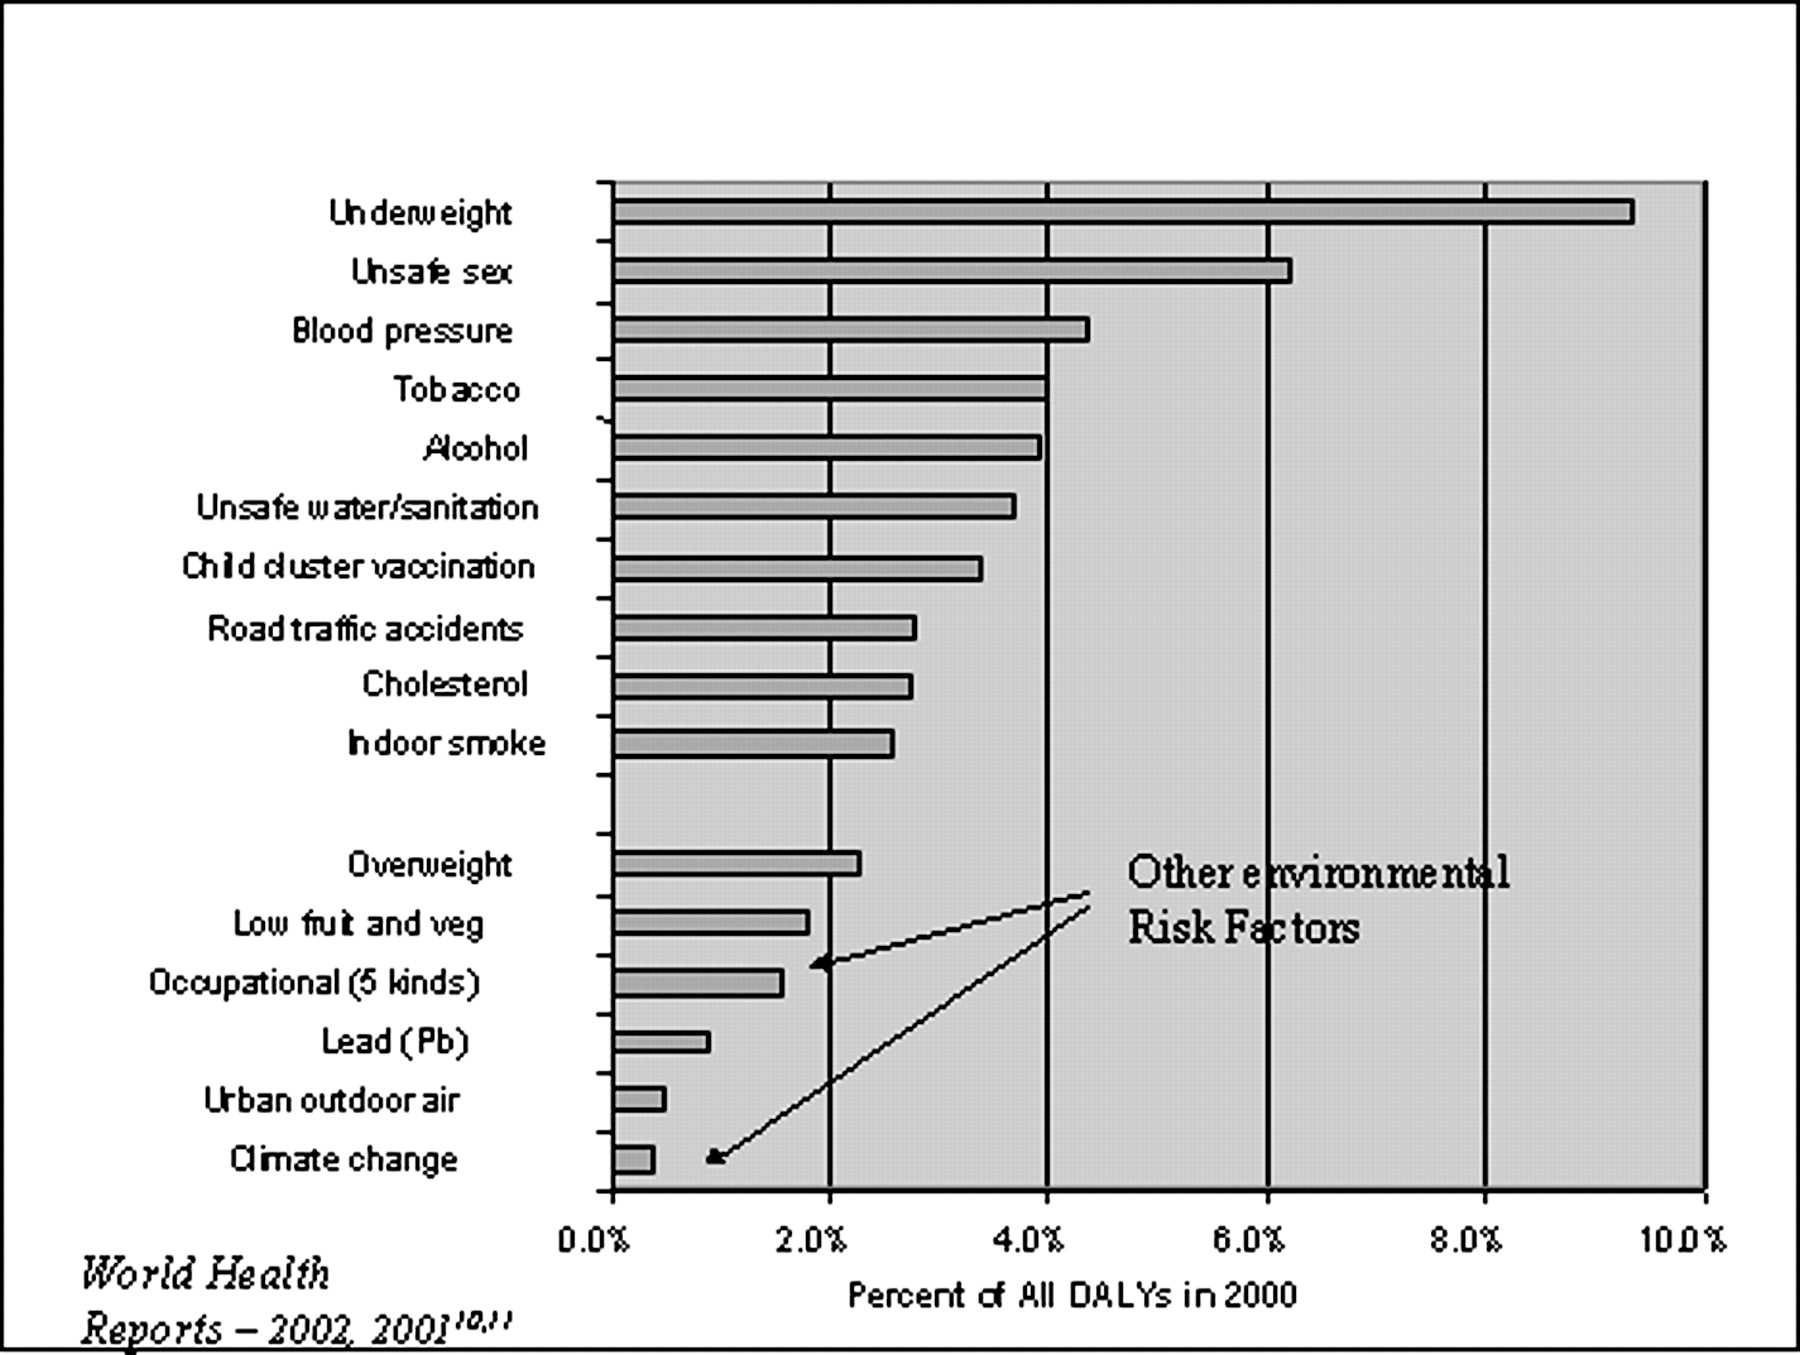 Underweight
Unsafe sex
Blood pressure
Tobacco
Alcohol
Unsafe water/sanitation
Child cluster vaccination
Road traffic accidents
Cholesterol
Indoor smoke
Overweight
Low fruit and veg
Occupational (5 kinds)
Lead (Pb)
Urban outdoor air
Climate change
Other environmental
Risk Factors
0.0% 2.0% 4.0% 6.0% 8.0% 10.0%
Percent of All DALYs in 2000
World Health
Reports – 2002, 2001¹⁰,¹¹